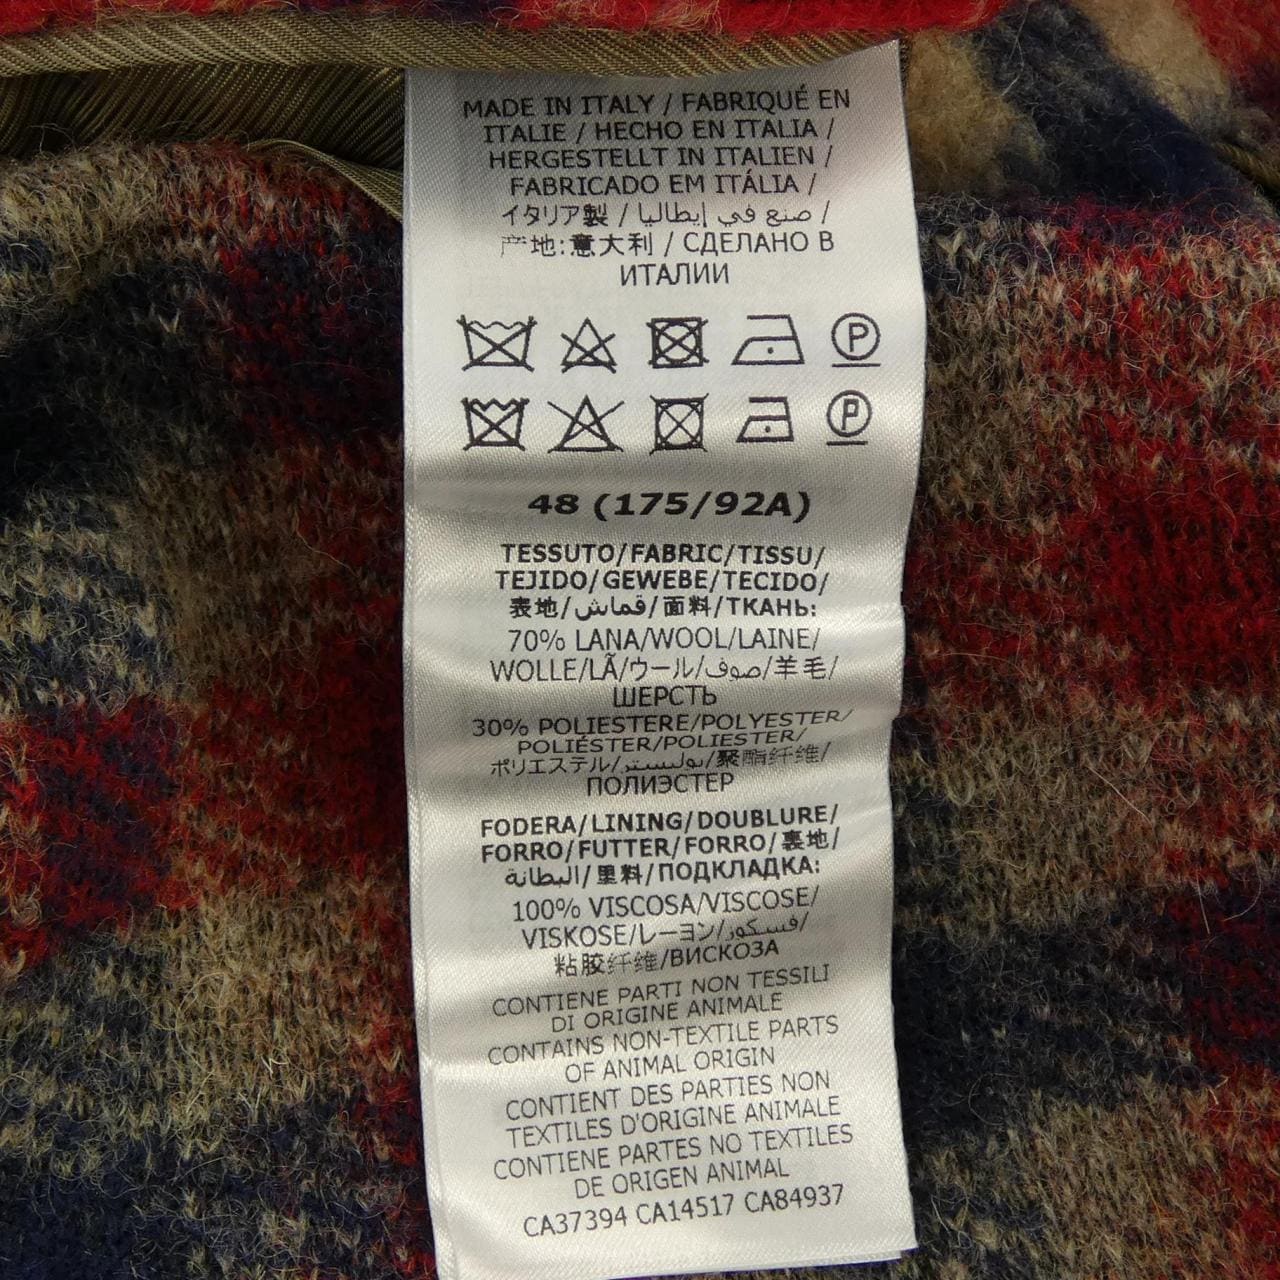 MADE IN ITALY / FABRIQUÉ EN
ITALIE / HECHO EN ITALIA /
HERGESTELLT IN ITALIEN /
FABRICADO EM ITÁLIA /
イタリア製 / صنع في إيطاليا /
产地:意大利 / СДЕЛАНО В
ИТАЛИИ
P
P
48 (175/92A)
TESSUTO/FABRIC/TISSU/
TEJIDO/GEWEBE/TECIDO/
表地/قماش/面料/ТКАНЬ:
70% LANA/WOOL/LAINE/
WOLLE/LÃ/ウール/صوف/羊毛/
ШЕРСТЬ
30% POLIESTERE/POLYESTER/
POLIÉSTER/POLIESTER/
ポリエステル/بوليستر/聚酯纤维/
ПОЛИЭСТЕР
FODERA/LINING/DOUBLURE/
FORRO/FUTTER/FORRO/裏地/
البطانة/里料/ПОДКЛАДКА:
100% VISCOSA/VISCOSE/
VISKOSE/レーヨン/فسكوز/
粘胶纤维/ВИСКОЗА
CONTIENE PARTI NON TESSILI
DI ORIGINE ANIMALE
CONTAINS NON-TEXTILE PARTS
OF ANIMAL ORIGIN
CONTIENT DES PARTIES NON
TEXTILES D'ORIGINE ANIMALE
CONTIENE PARTES NO TEXTILES
DE ORIGEN ANIMAL
CA37394 CA14517 CA84937